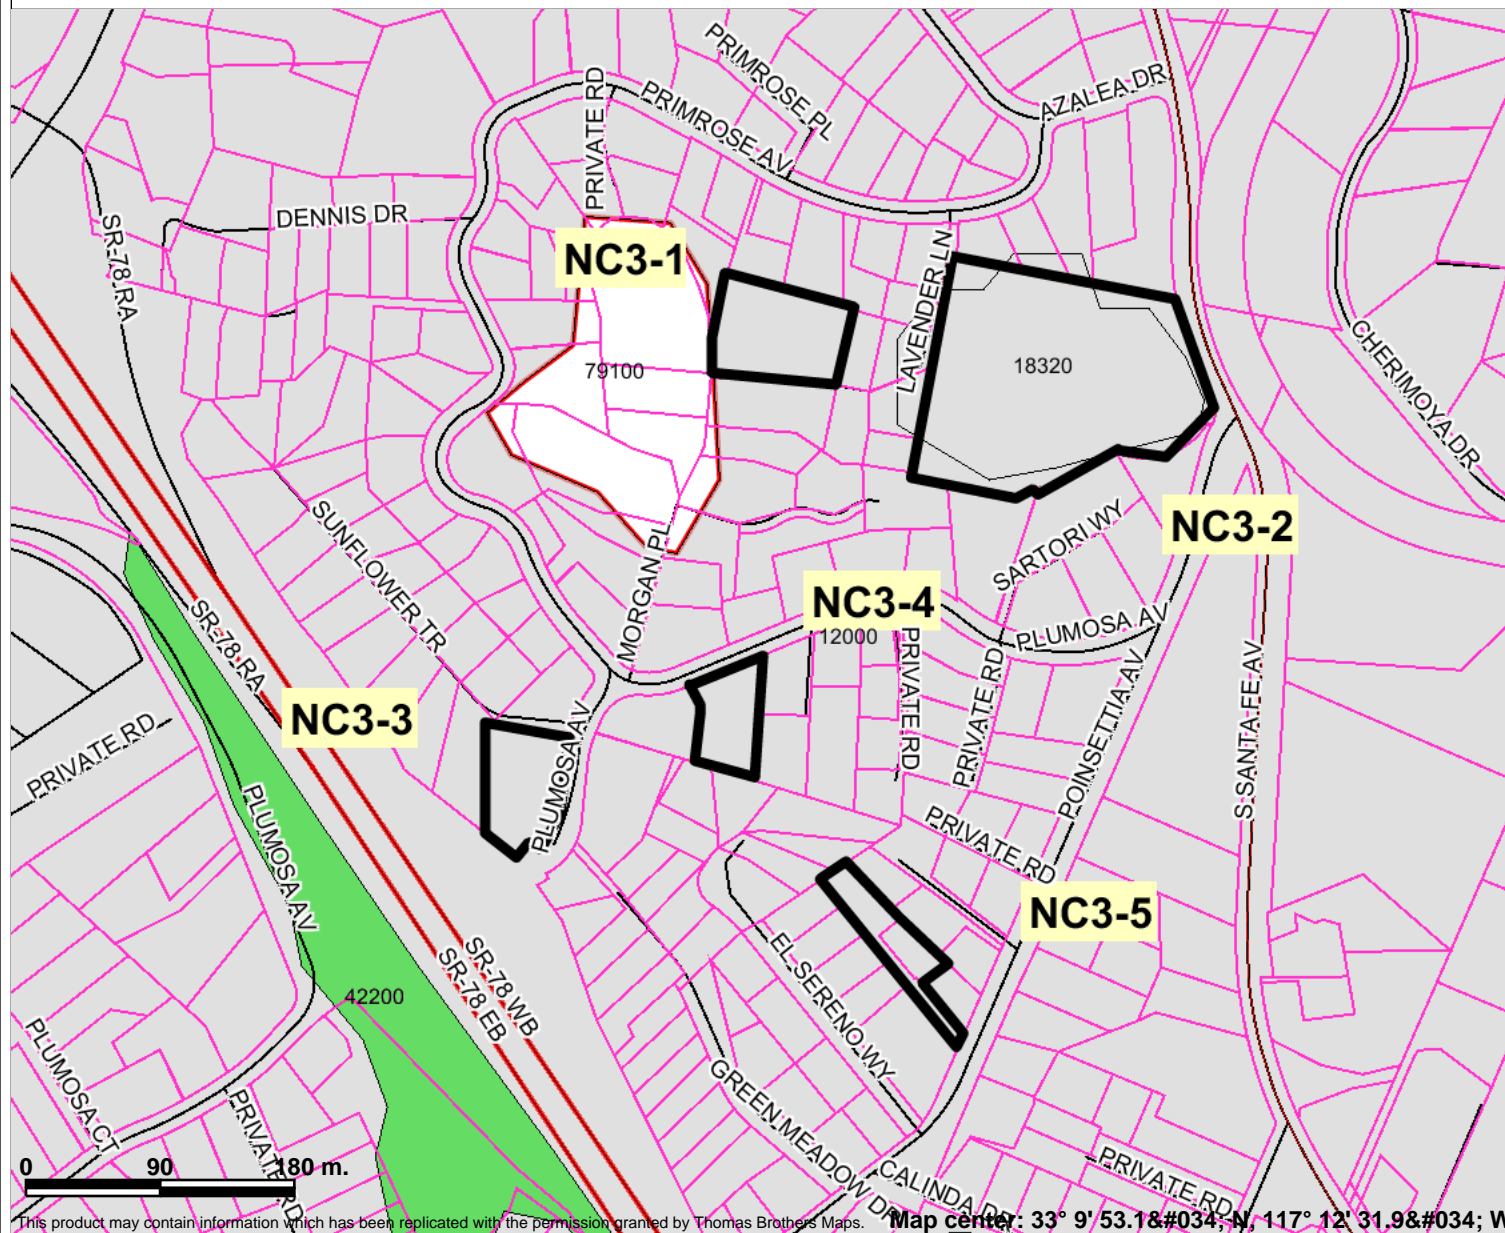 PRIMROSE PL
AZALEA DR
PRIVATE RD
PRIMROSE AV
DENNIS DR
SR-78 RA
LAVENDER LN
NC3-1
79100
18320
CHERIMOYA DR
SUNFLOWER TR
SARTORI WY
NC3-2
MORGAN PL
NC3-4
12000
PLUMOSA AV
SR-78 RA
PRIVATE RD
PRIVATE RD
POINSETTIA AV
S SANTA FE AV
NC3-3
PRIVATE RD
PLUMOSA AV
PLUMOSA AV
PRIVATE RD
NC3-5
EL SERENO WY
SR-78 WB
SR-78 EB
42200
PLUMOSA CT
PRIVATE RD
GREEN MEADOW DR
CALINDA DR
PRIVATE RD
0 90 180 m.
This product may contain information which has been replicated with the permission granted by Thomas Brothers Maps.
Map center: 33° 9' 53.1&#034; N, 117° 12' 31.9&#034; W